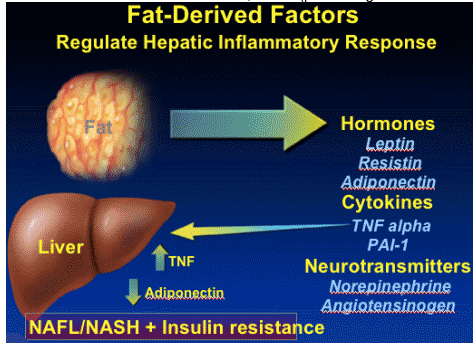 Fat-Derived Factors
Regulate Hepatic Inflammatory Response
Fat
Hormones
Leptin
Resistin
Adiponectin
Cytokines
TNF alpha
PAI-1
Neurotransmitters
Norepinephrine
Angiotensinogen
Liver
TNF
Adiponectin
NAFL/NASH + Insulin resistance